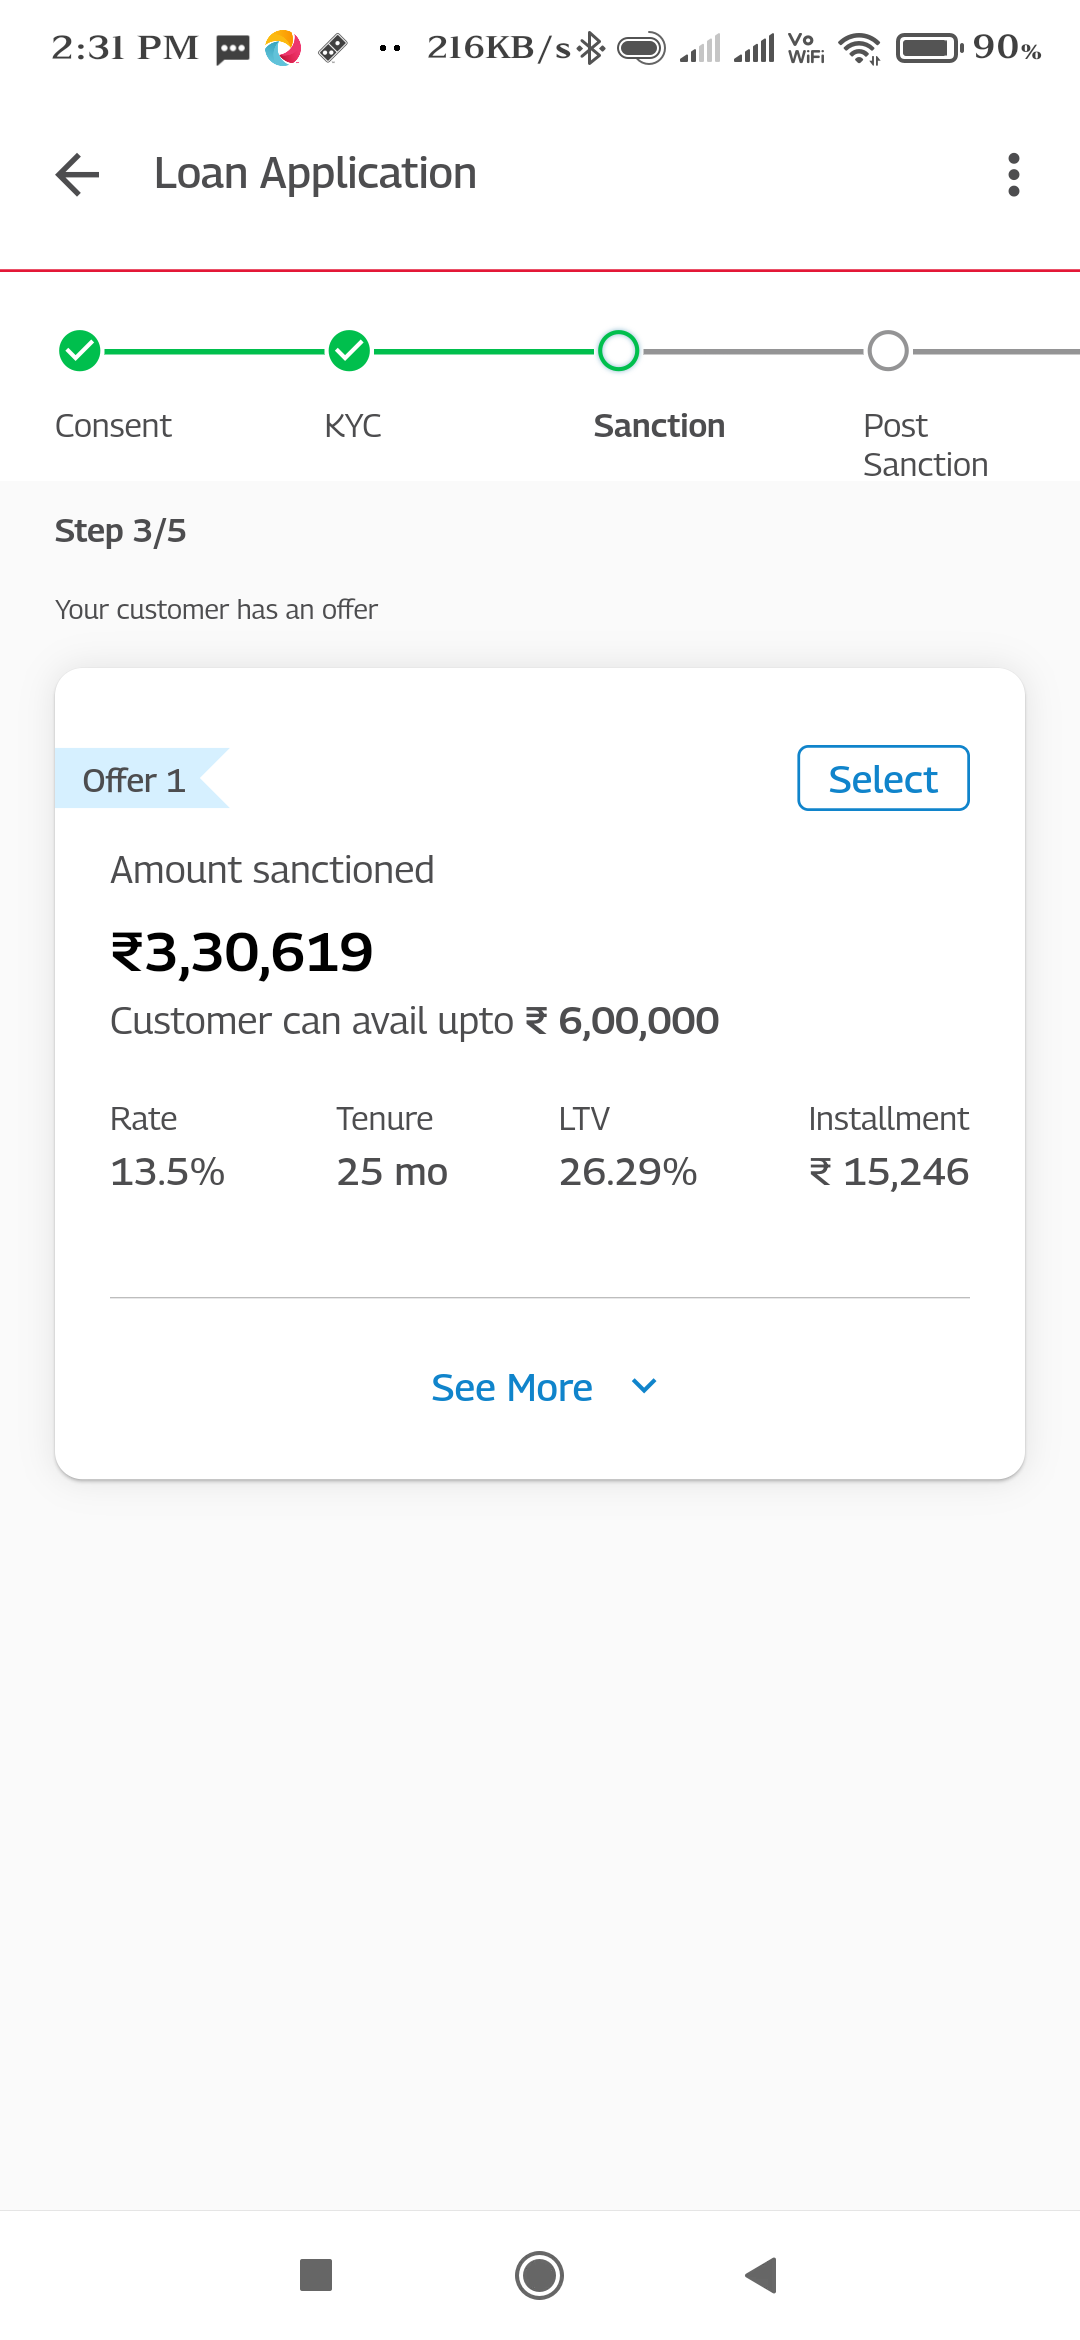 2:31 PM 216KB/s Vo WiFi 90%
Loan Application
Consent KYC Sanction Post
Sanction
Step 3/5
Your customer has an offer
Offer 1 Select
Amount sanctioned
₹3,30,619
Customer can avail upto ₹ 6,00,000
Rate Tenure LTV Installment
13.5% 25 mo 26.29% ₹ 15,246
See More